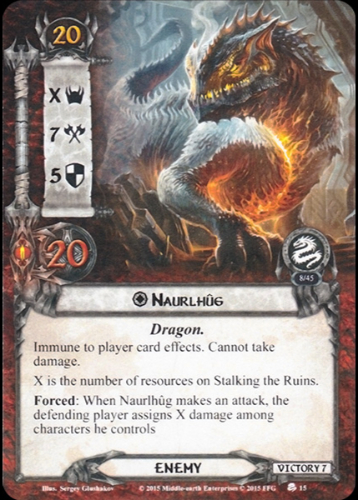 20
X
7
5
20
8/45
NAURLHÛG
Dragon.
Immune to player card effects. Cannot take
damage.
X is the number of resources on Stalking the Ruins.
Forced: When Naurlhûg makes an attack, the
defending player assigns X damage among
characters he controls
ENEMY
VICTORY 7
Illus. Sergey Glushakov
© 2015 Middle-earth Enterprises © 2015 FFG
15